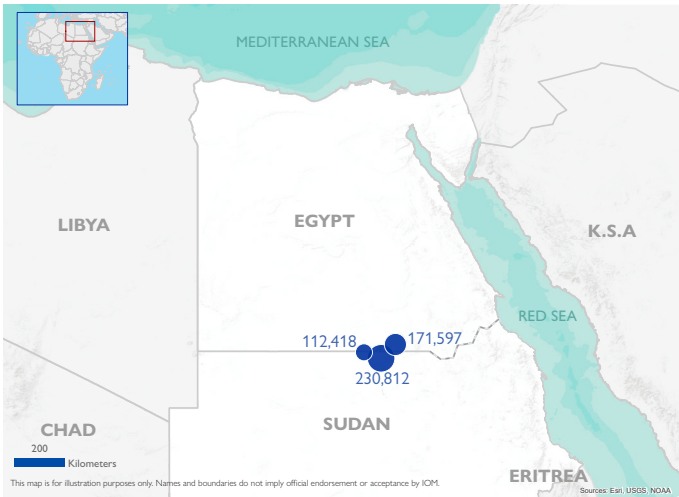 MEDITERRANEAN SEA
LIBYA
EGYPT
K.S.A
RED SEA
112,418
171,597
230,812
SUDAN
CHAD
200
Kilometers
ERITREA
This map is for illustration purposes only. Names and boundaries do not imply official endorsement or acceptance by IOM.
Sources: Esri, USGS, NOAA